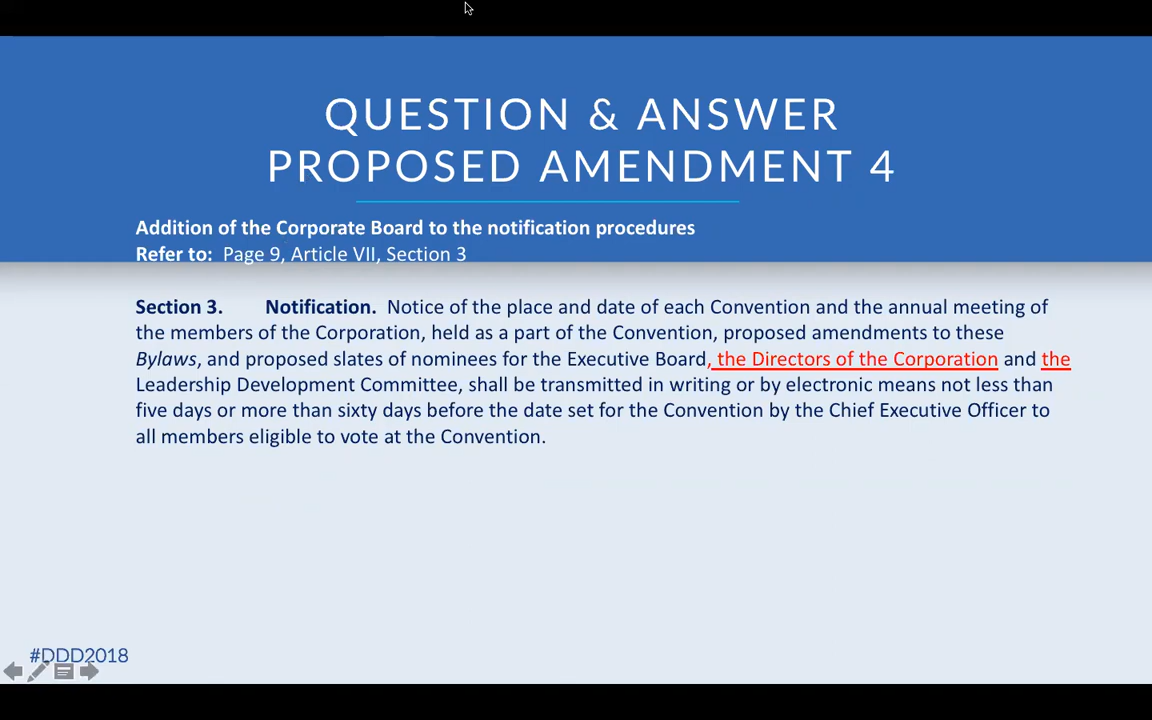 QUESTION & ANSWER
PROPOSED AMENDMENT 4
Addition of the Corporate Board to the notification procedures
Refer to: Page 9, Article VII, Section 3
Section 3. Notification. Notice of the place and date of each Convention and the annual meeting of
the members of the Corporation, held as a part of the Convention, proposed amendments to these
Bylaws, and proposed slates of nominees for the Executive Board, the Directors of the Corporation and the
Leadership Development Committee, shall be transmitted in writing or by electronic means not less than
five days or more than sixty days before the date set for the Convention by the Chief Executive Officer to
all members eligible to vote at the Convention.
#DDD2018